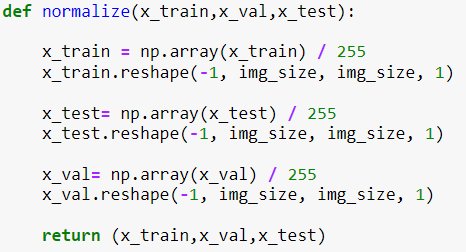 def normalize(x_train,x_val,x_test):
x_train = np.array(x_train) / 255
x_train.reshape(-1, img_size, img_size, 1)
x_test= np.array(x_test) / 255
x_test.reshape(-1, img_size, img_size, 1)
x_val= np.array(x_val) / 255
x_val.reshape(-1, img_size, img_size, 1)
return (x_train,x_val,x_test)